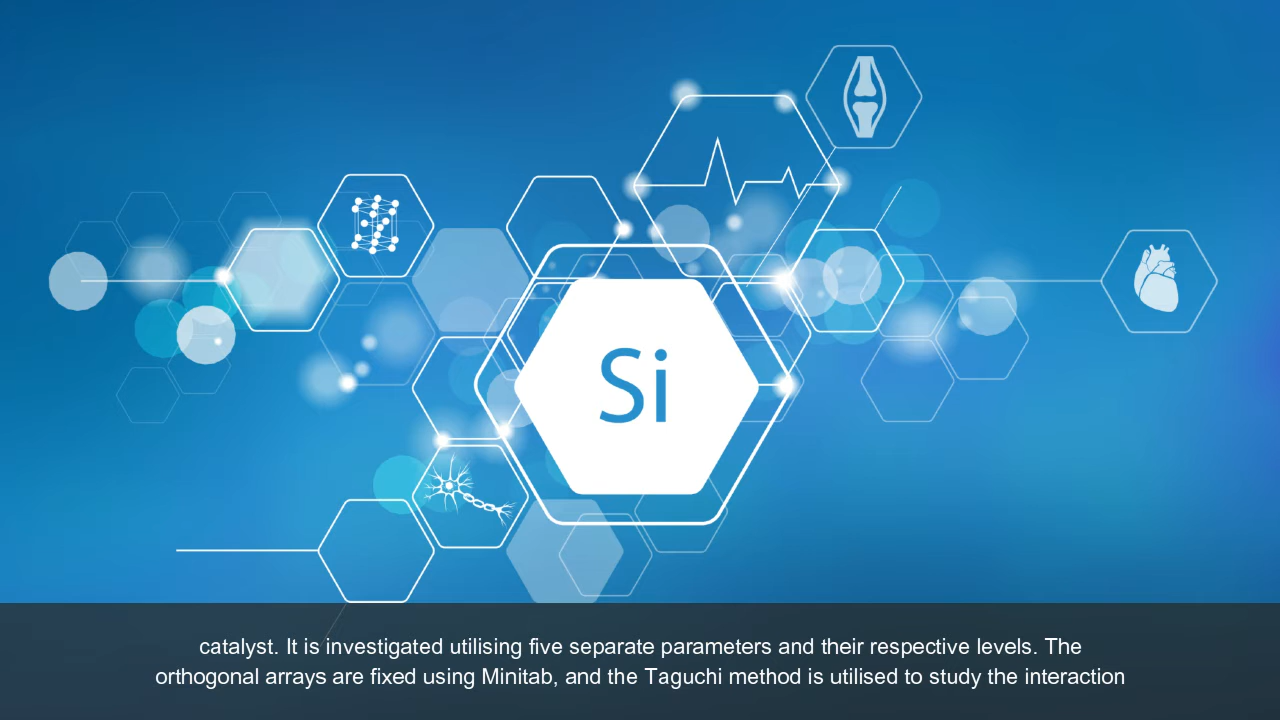 Si
catalyst. It is investigated utilising five separate parameters and their respective levels. The
orthogonal arrays are fixed using Minitab, and the Taguchi method is utilised to study the interaction